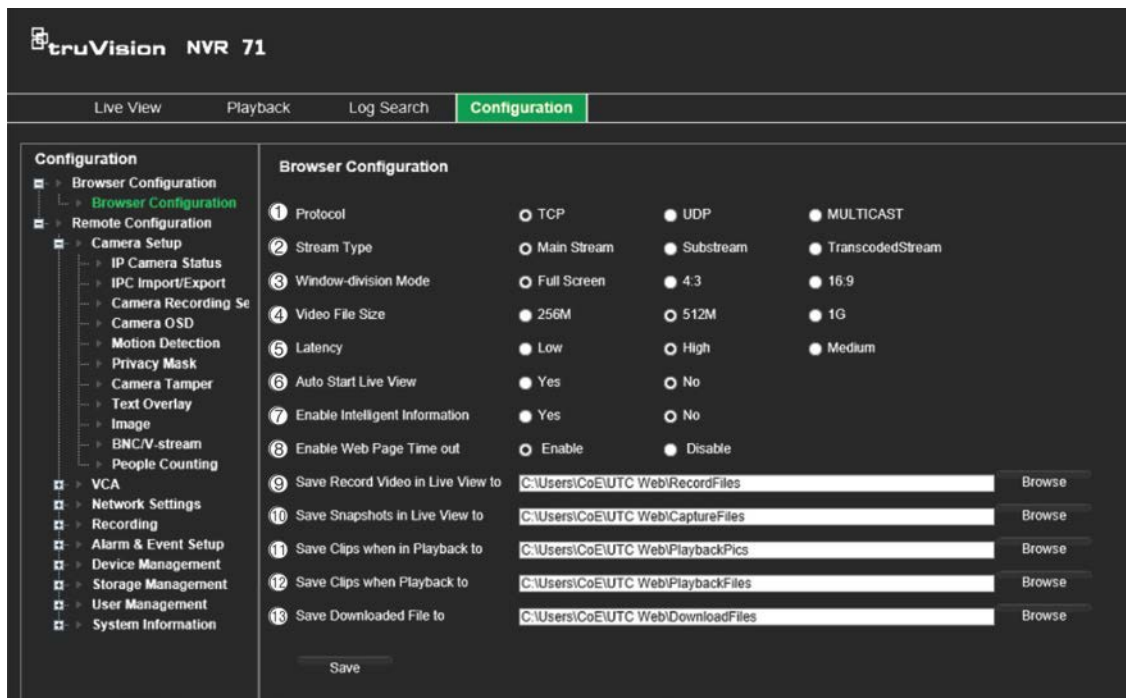 truVision NVR 71
Live View Playback Log Search Configuration
Configuration
Browser Configuration
Browser Configuration
Remote Configuration
Camera Setup
IP Camera Status
IPC Import/Export
Camera Recording Se
Camera OSD
Motion Detection
Privacy Mask
Camera Tamper
Text Overlay
Image
BNC/V-stream
People Counting
VCA
Network Settings
Recording
Alarm & Event Setup
Device Management
Storage Management
User Management
System Information
Browser Configuration
1 Protocol TCP UDP MULTICAST
2 Stream Type Main Stream Substream TranscodedStream
3 Window-division Mode Full Screen 4:3 16:9
4 Video File Size 256M 512M 1G
5 Latency Low High Medium
6 Auto Start Live View Yes No
7 Enable Intelligent Information Yes No
8 Enable Web Page Time out Enable Disable
9 Save Record Video in Live View to C:\Users\CoE\UTC Web\RecordFiles Browse
10 Save Snapshots in Live View to C:\Users\CoE\UTC Web\CaptureFiles Browse
11 Save Clips when in Playback to C:\Users\CoE\UTC Web\PlaybackPics Browse
12 Save Clips when Playback to C:\Users\CoE\UTC Web\PlaybackFiles Browse
13 Save Downloaded File to C:\Users\CoE\UTC Web\DownloadFiles Browse
Save